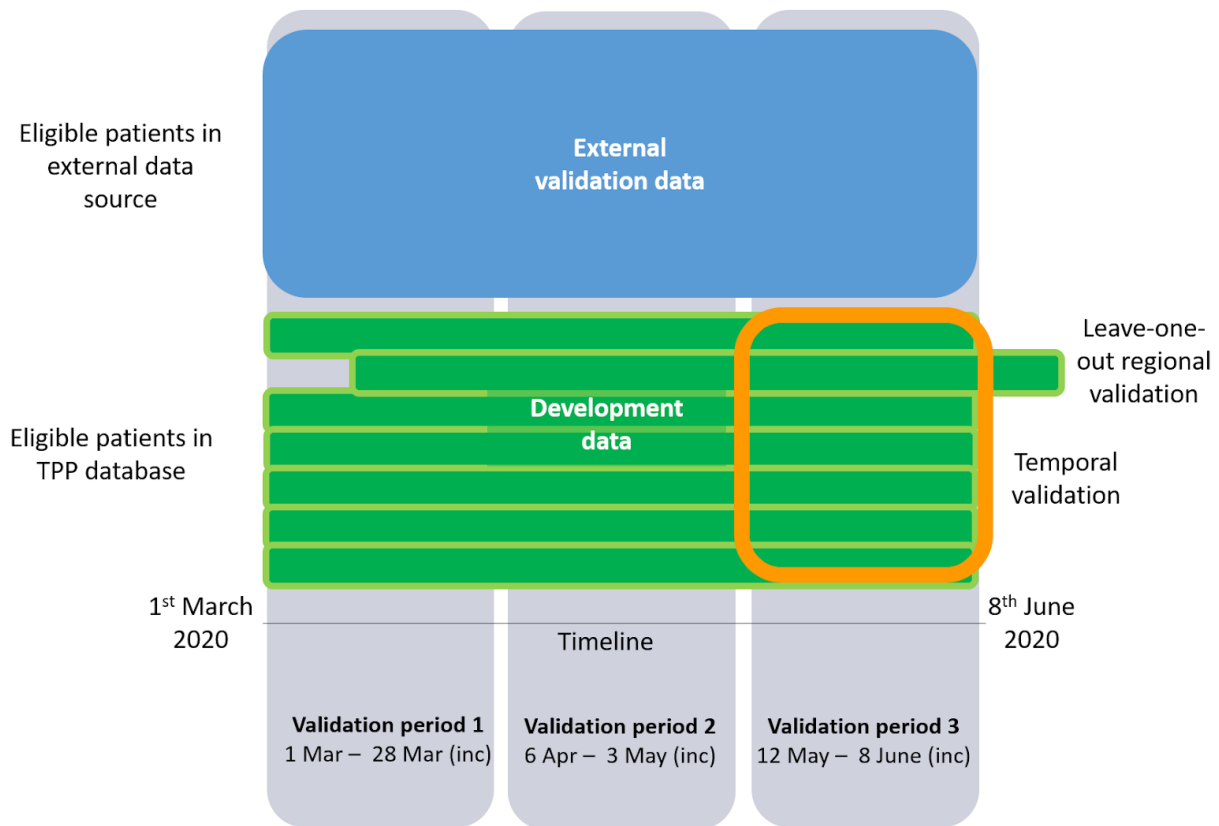 Eligible patients in
external data
source
External
validation data
Leave-one-
out regional
validation
Development
data
Eligible patients in
TPP database
Temporal
validation
1st March
2020
Timeline
8th June
2020
Validation period 1
1 Mar – 28 Mar (inc)
Validation period 2
6 Apr – 3 May (inc)
Validation period 3
12 May – 8 June (inc)